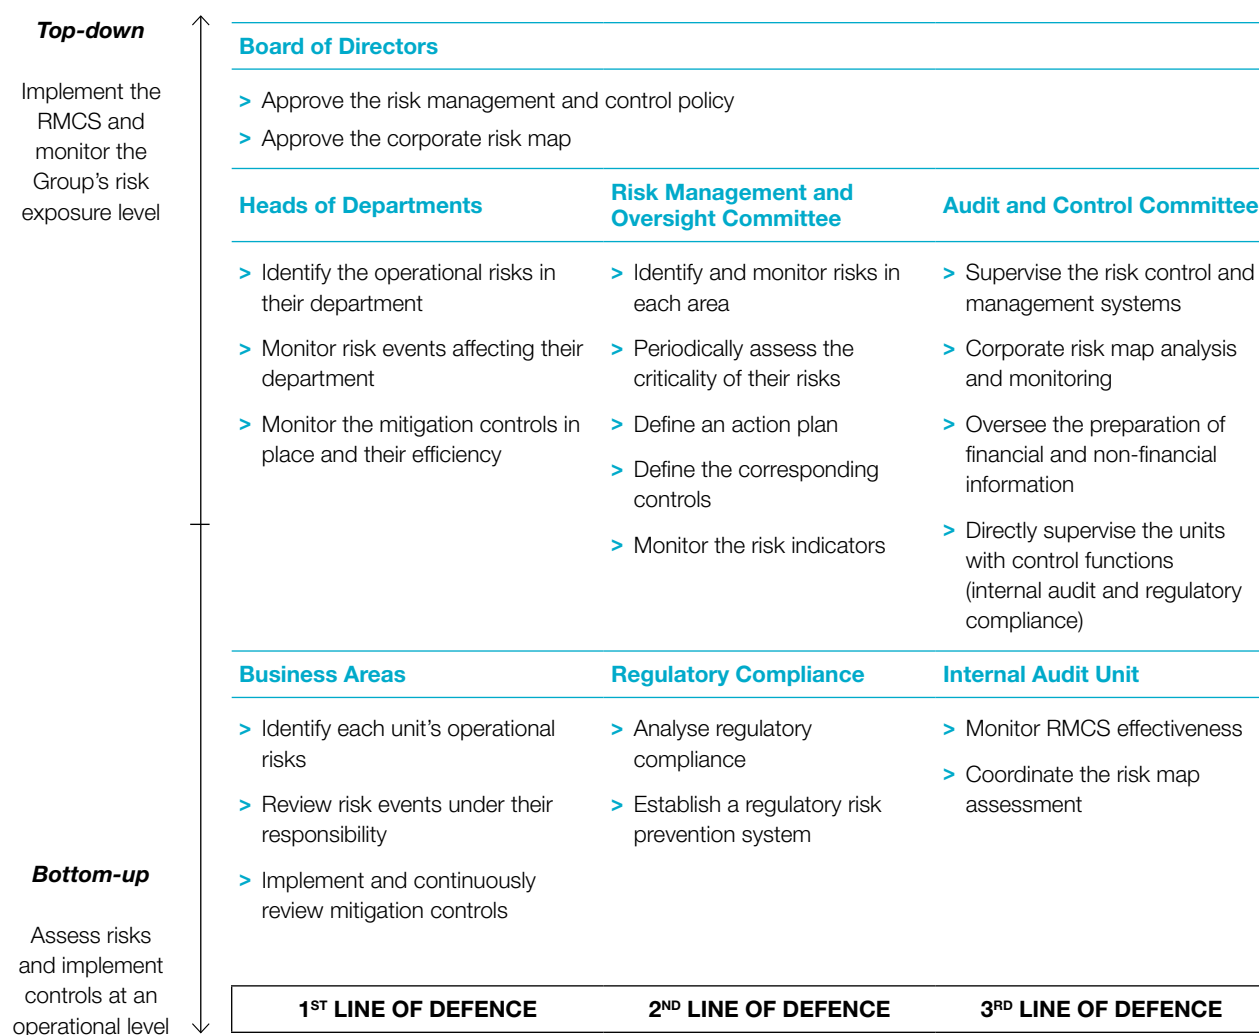 Top-down
Implement the
RMCS and
monitor the
Group's risk
exposure level
Board of Directors
> Approve the risk management and control policy
> Approve the corporate risk map
Heads of Departments
> Identify the operational risks in
their department
> Monitor risk events affecting their
department
> Monitor the mitigation controls in
place and their efficiency
Risk Management and
Oversight Committee
> Identify and monitor risks in
each area
> Periodically assess the
criticality of their risks
> Define an action plan
> Define the corresponding
controls
> Monitor the risk indicators
Audit and Control Committee
> Supervise the risk control and
management systems
> Corporate risk map analysis
and monitoring
> Oversee the preparation of
financial and non-financial
information
> Directly supervise the units
with control functions
(internal audit and regulatory
compliance)
Bottom-up
Assess risks
and implement
controls at an
operational level
Business Areas
> Identify each unit's operational
risks
> Review risk events under their
responsibility
> Implement and continuously
review mitigation controls
Regulatory Compliance
> Analyse regulatory
compliance
> Establish a regulatory risk
prevention system
Internal Audit Unit
> Monitor RMCS effectiveness
> Coordinate the risk map
assessment
1ST LINE OF DEFENCE
2ND LINE OF DEFENCE
3RD LINE OF DEFENCE